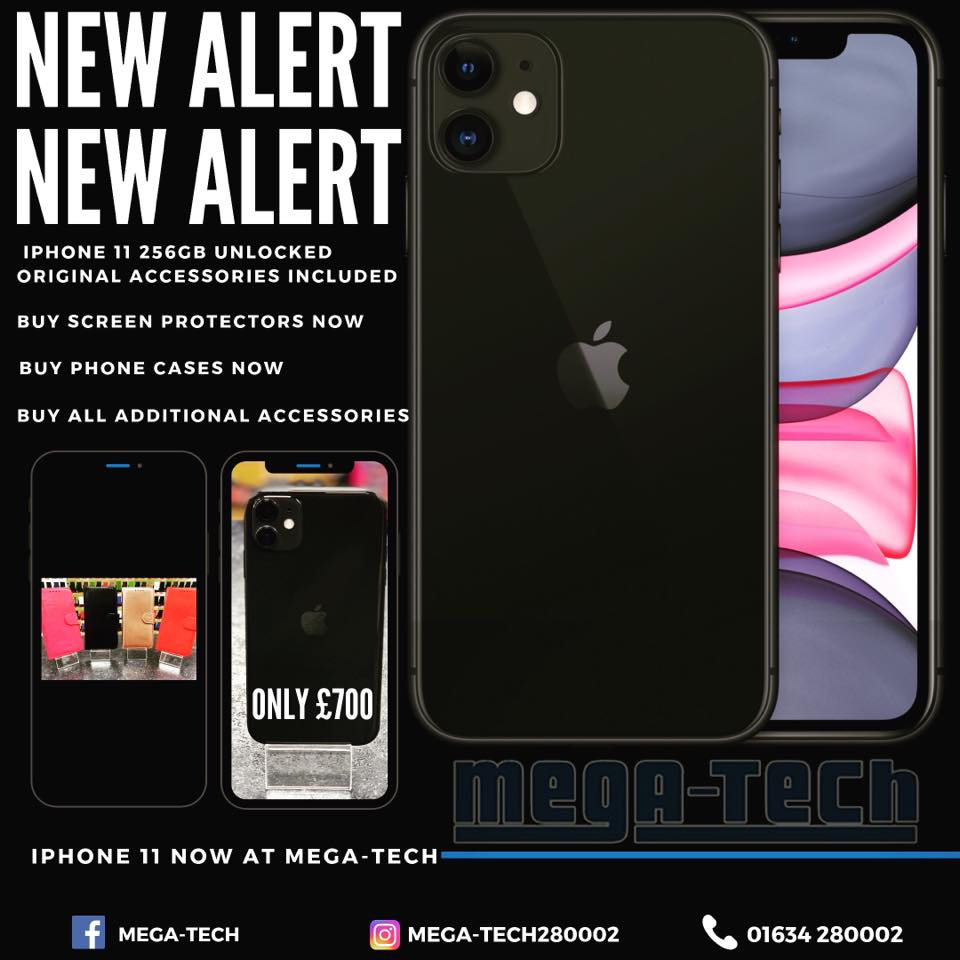 NEW ALERT
NEW ALERT
IPHONE 11 256GB UNLOCKED
ORIGINAL ACCESSORIES INCLUDED
BUY SCREEN PROTECTORS NOW
BUY PHONE CASES NOW
BUY ALL ADDITIONAL ACCESSORIES
ONLY £700
mega-Tech
IPHONE 11 NOW AT MEGA-TECH
MEGA-TECH
MEGA-TECH280002
01634 280002